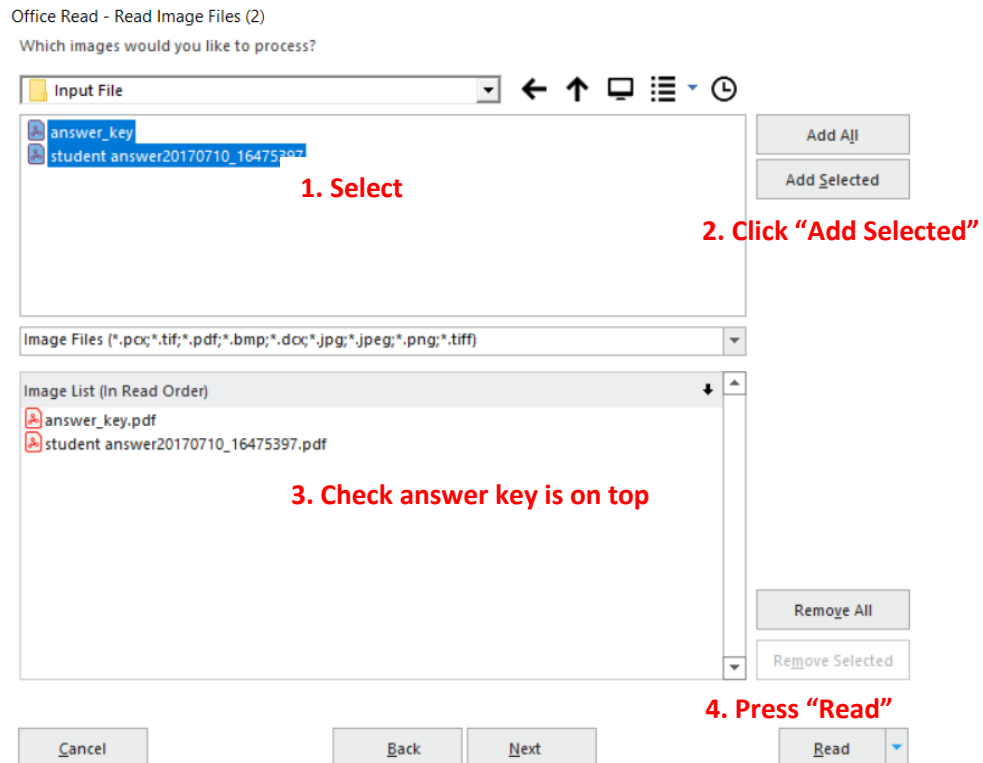 Office Read - Read Image Files (2)
Which images would you like to process?
Input File
answer_key
student answer20170710_16475397
Add All
Add Selected
1. Select
2. Click “Add Selected”
Image Files (*.pcx;*.tif;*.pdf;*.bmp;*.dcx;*.jpg;*.jpeg;*.png;*.tiff)
Image List (In Read Order)
answer_key.pdf
student answer20170710_16475397.pdf
3. Check answer key is on top
Remove All
Remove Selected
4. Press “Read”
Cancel
Back
Next
Read